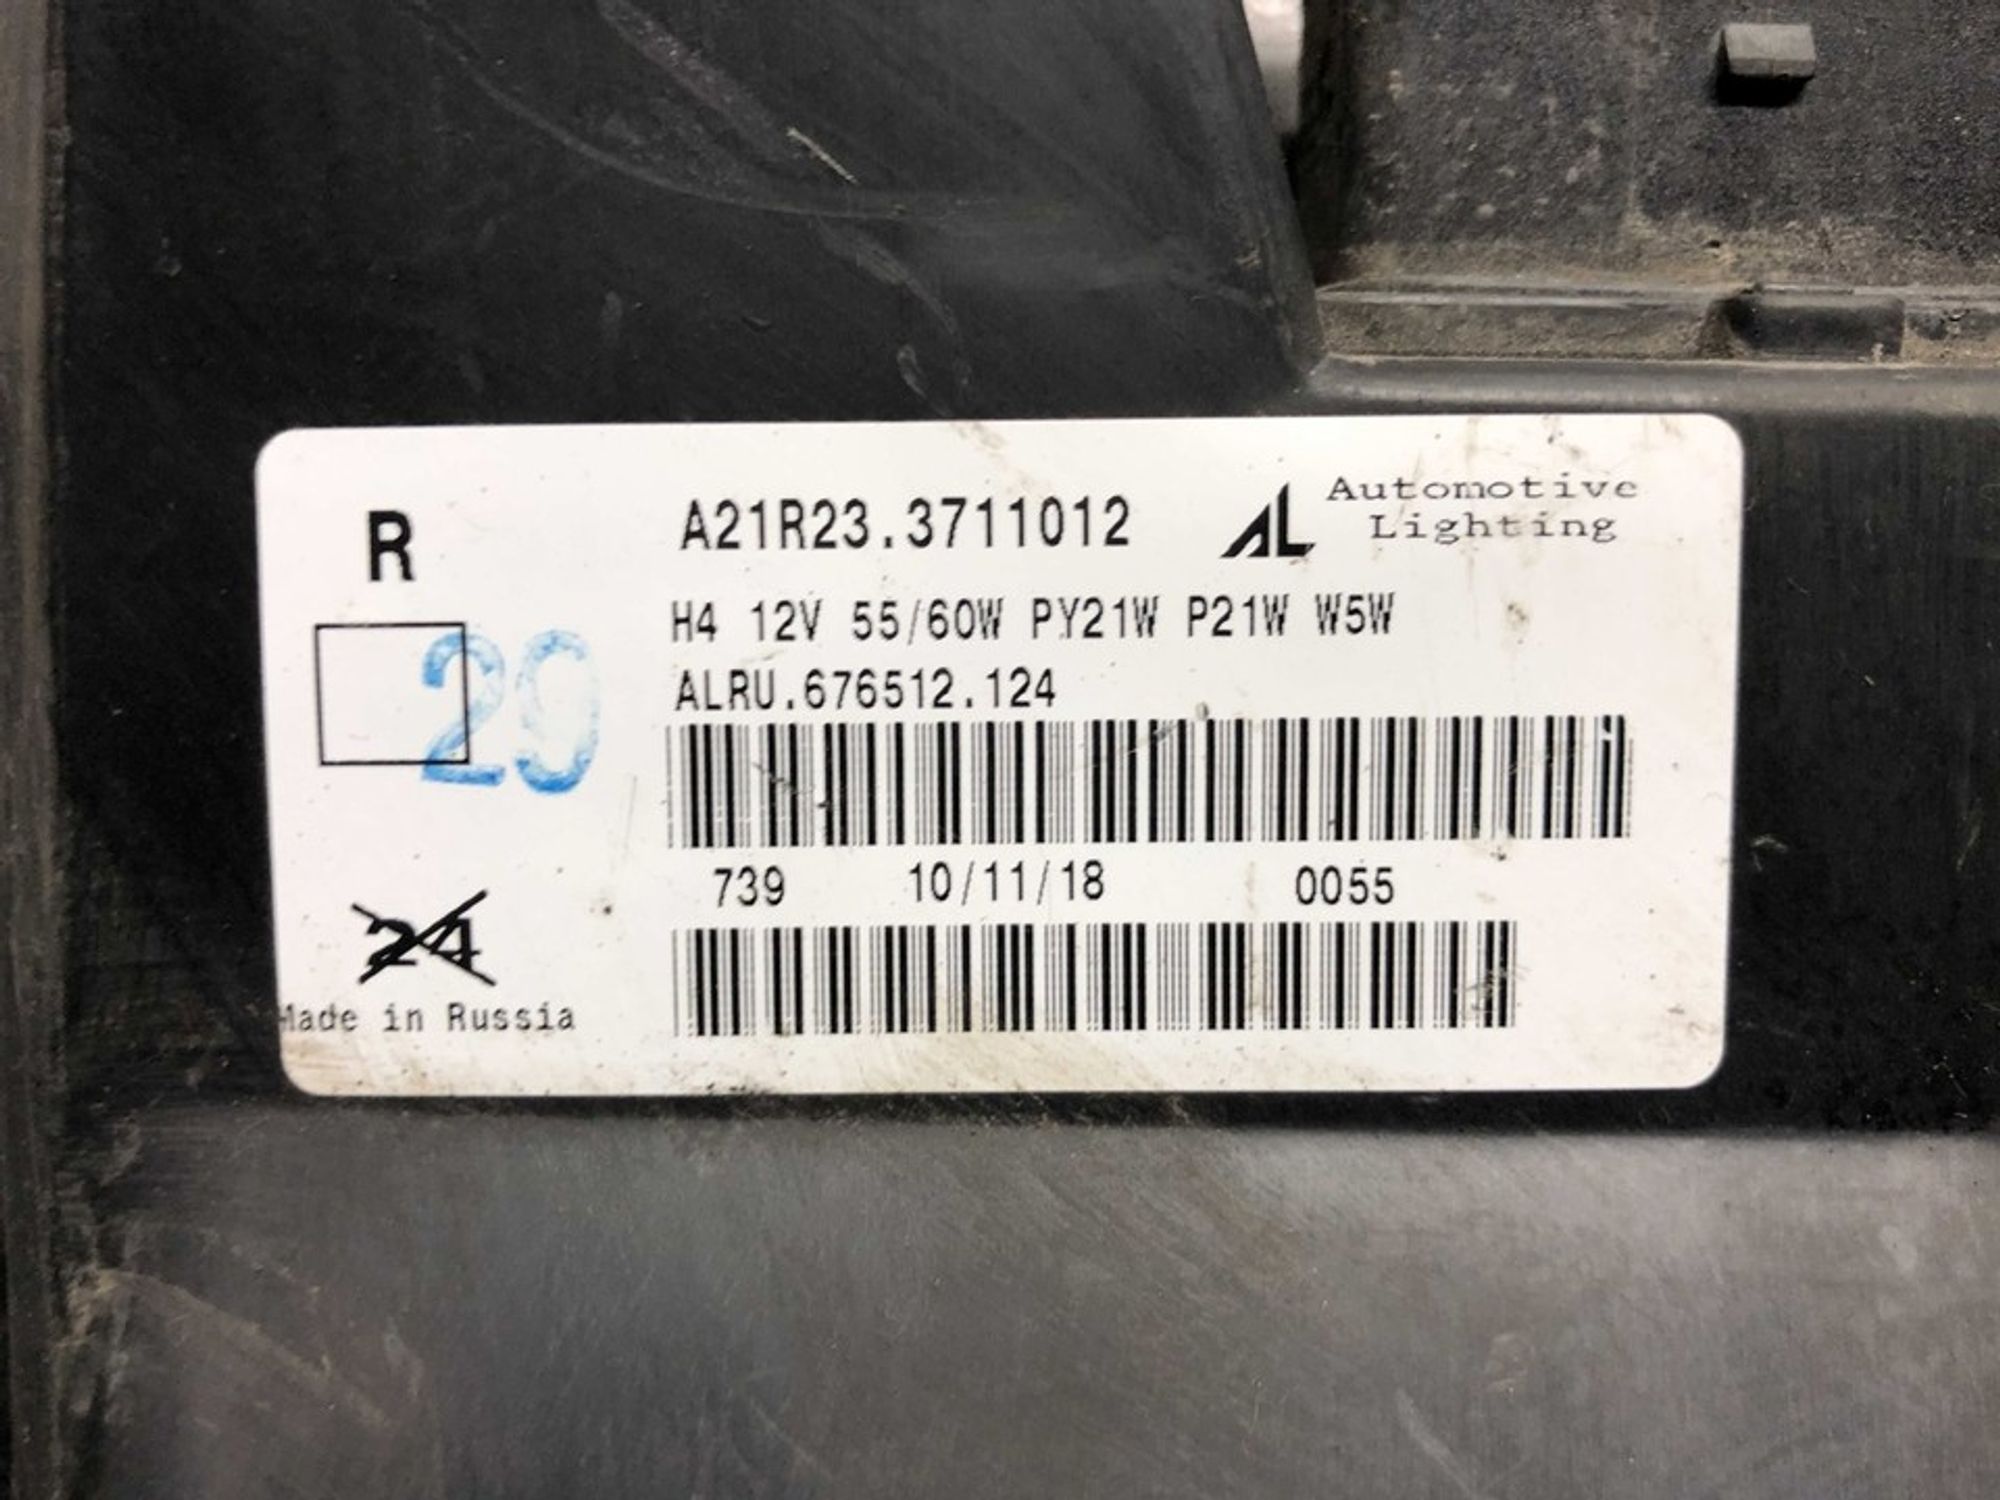 R
A21R23.3711012
AL
Automotive
Lighting
H4 12V 55/60W PY21W P21W W5W
29
ALRU.676512.124
739 10/11/18 0055
24
Made in Russia